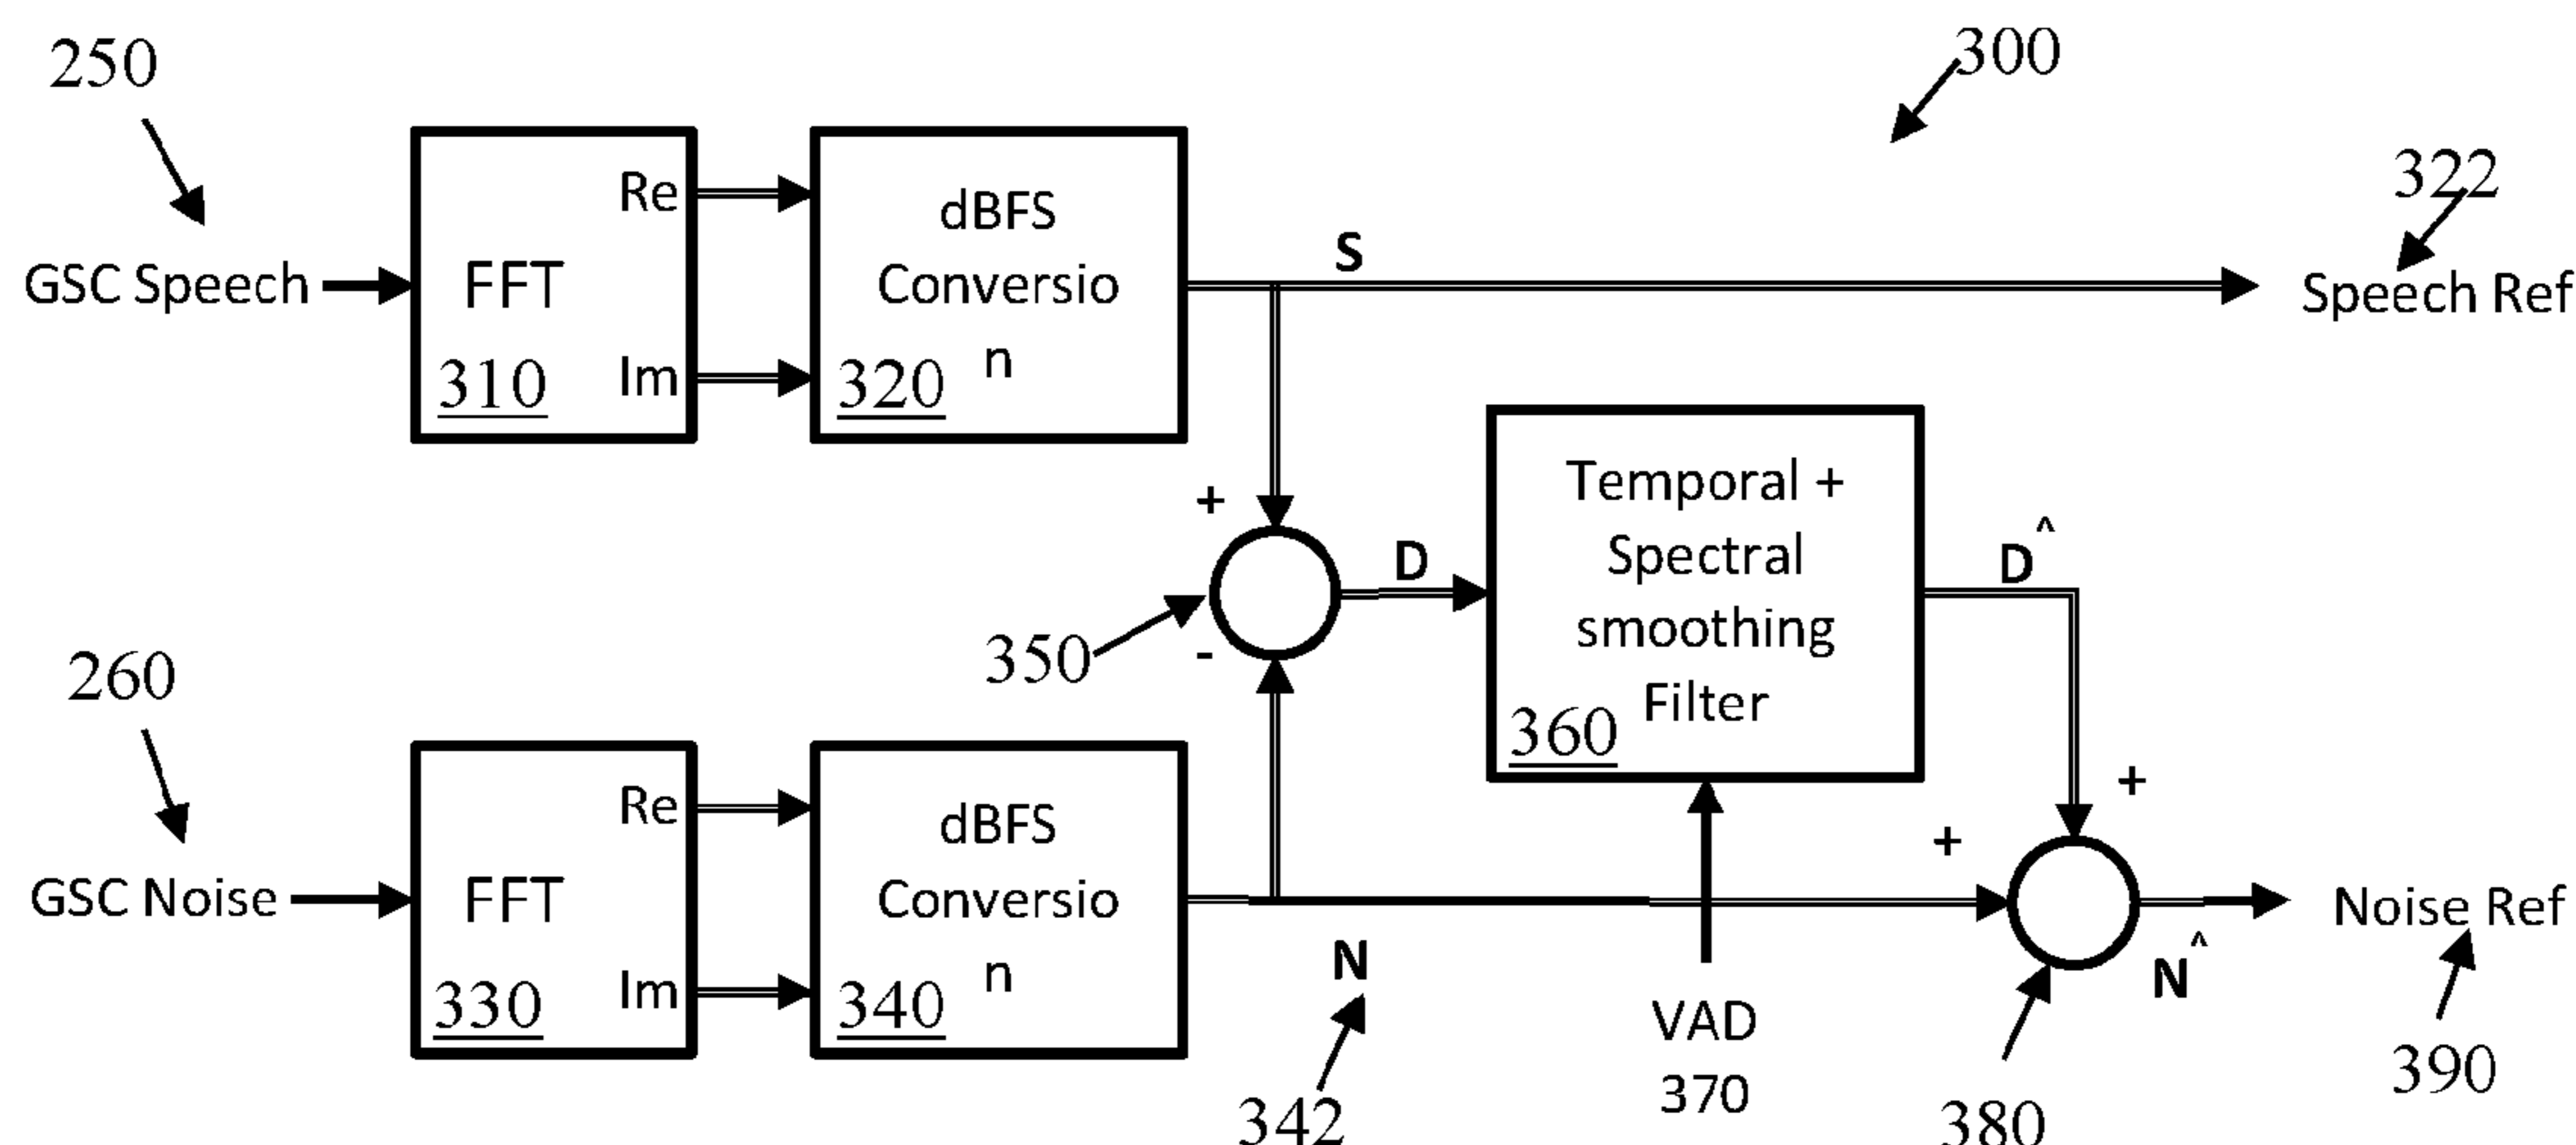 250
300
322
GSC Speech
FFT
Re
Im
310
dBFS
Conversio
n
320
S
Speech Ref
+
-
350
D
Temporal +
Spectral
smoothing
Filter
360
D^
+
260
GSC Noise
FFT
Re
Im
330
dBFS
Conversio
n
340
N
342
VAD
370
+
380
N^
Noise Ref
390